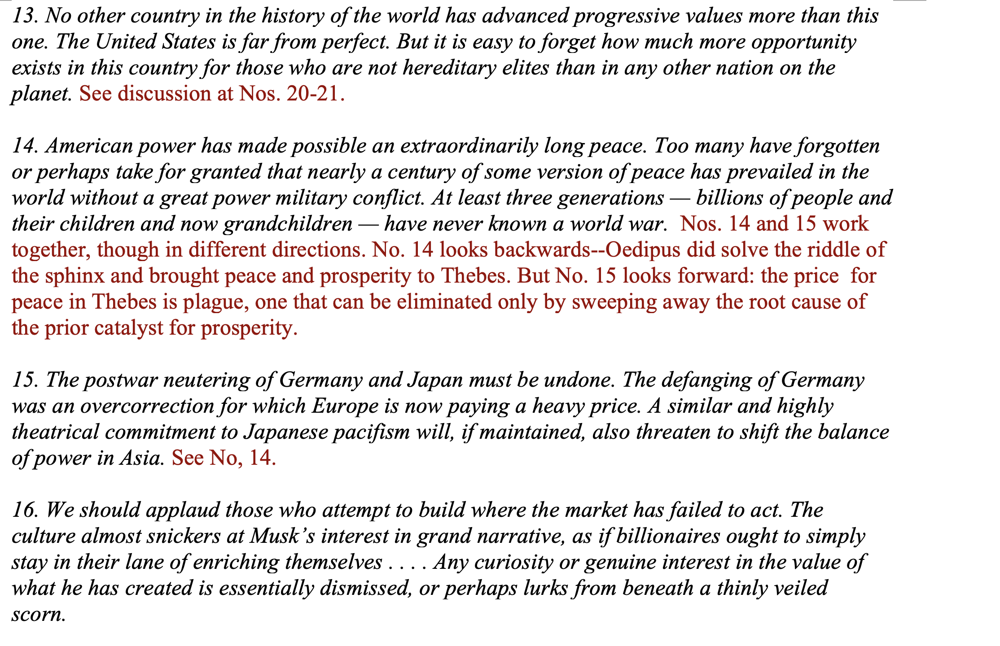 13. No other country in the history of the world has advanced progressive values more than this
one. The United States is far from perfect. But it is easy to forget how much more opportunity
exists in this country for those who are not hereditary elites than in any other nation on the
planet. See discussion at Nos. 20-21.
14. American power has made possible an extraordinarily long peace. Too many have forgotten
or perhaps take for granted that nearly a century of some version of peace has prevailed in the
world without a great power military conflict. At least three generations — billions of people and
their children and now grandchildren — have never known a world war.  Nos. 14 and 15 work
together, though in different directions. No. 14 looks backwards--Oedipus did solve the riddle of
the sphinx and brought peace and prosperity to Thebes. But No. 15 looks forward: the price  for
peace in Thebes is plague, one that can be eliminated only by sweeping away the root cause of
the prior catalyst for prosperity.
15. The postwar neutering of Germany and Japan must be undone. The defanging of Germany
was an overcorrection for which Europe is now paying a heavy price. A similar and highly
theatrical commitment to Japanese pacifism will, if maintained, also threaten to shift the balance
of power in Asia. See No, 14.
16. We should applaud those who attempt to build where the market has failed to act. The
culture almost snickers at Musk’s interest in grand narrative, as if billionaires ought to simply
stay in their lane of enriching themselves . . . . Any curiosity or genuine interest in the value of
what he has created is essentially dismissed, or perhaps lurks from beneath a thinly veiled
scorn.